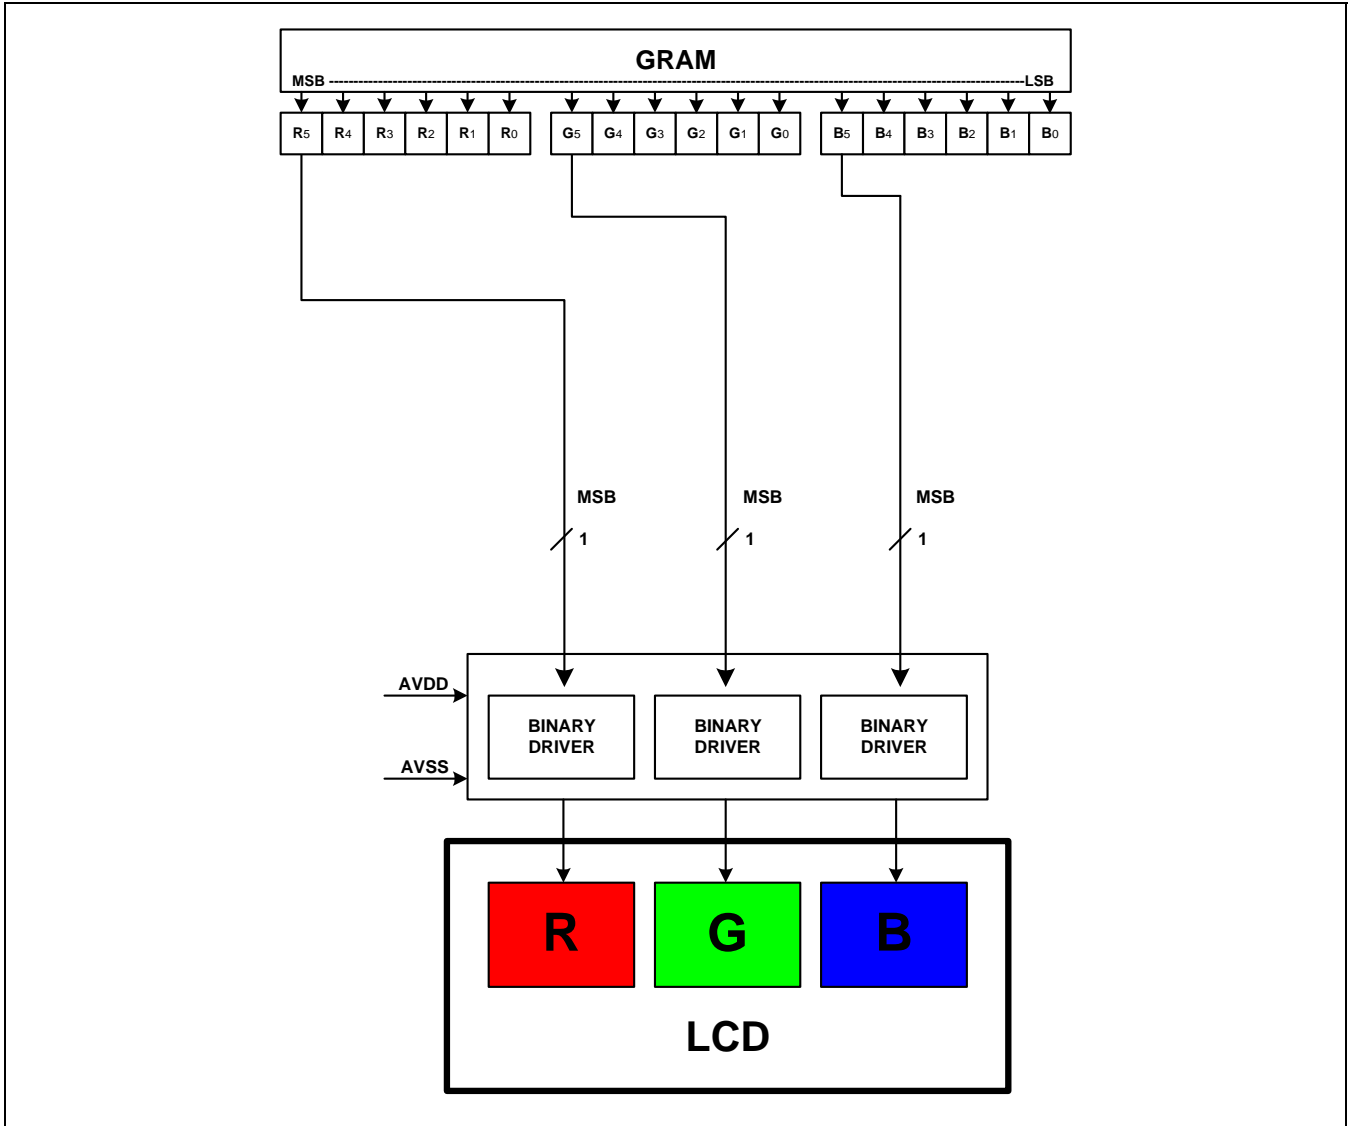 GRAM
MSB LSB
R5 R4 R3 R2 R1 R0 G5 G4 G3 G2 G1 G0 B5 B4 B3 B2 B1 B0
MSB MSB MSB
1 1 1
AVDD
BINARY DRIVER
BINARY DRIVER
BINARY DRIVER
AVSS
R G B
LCD